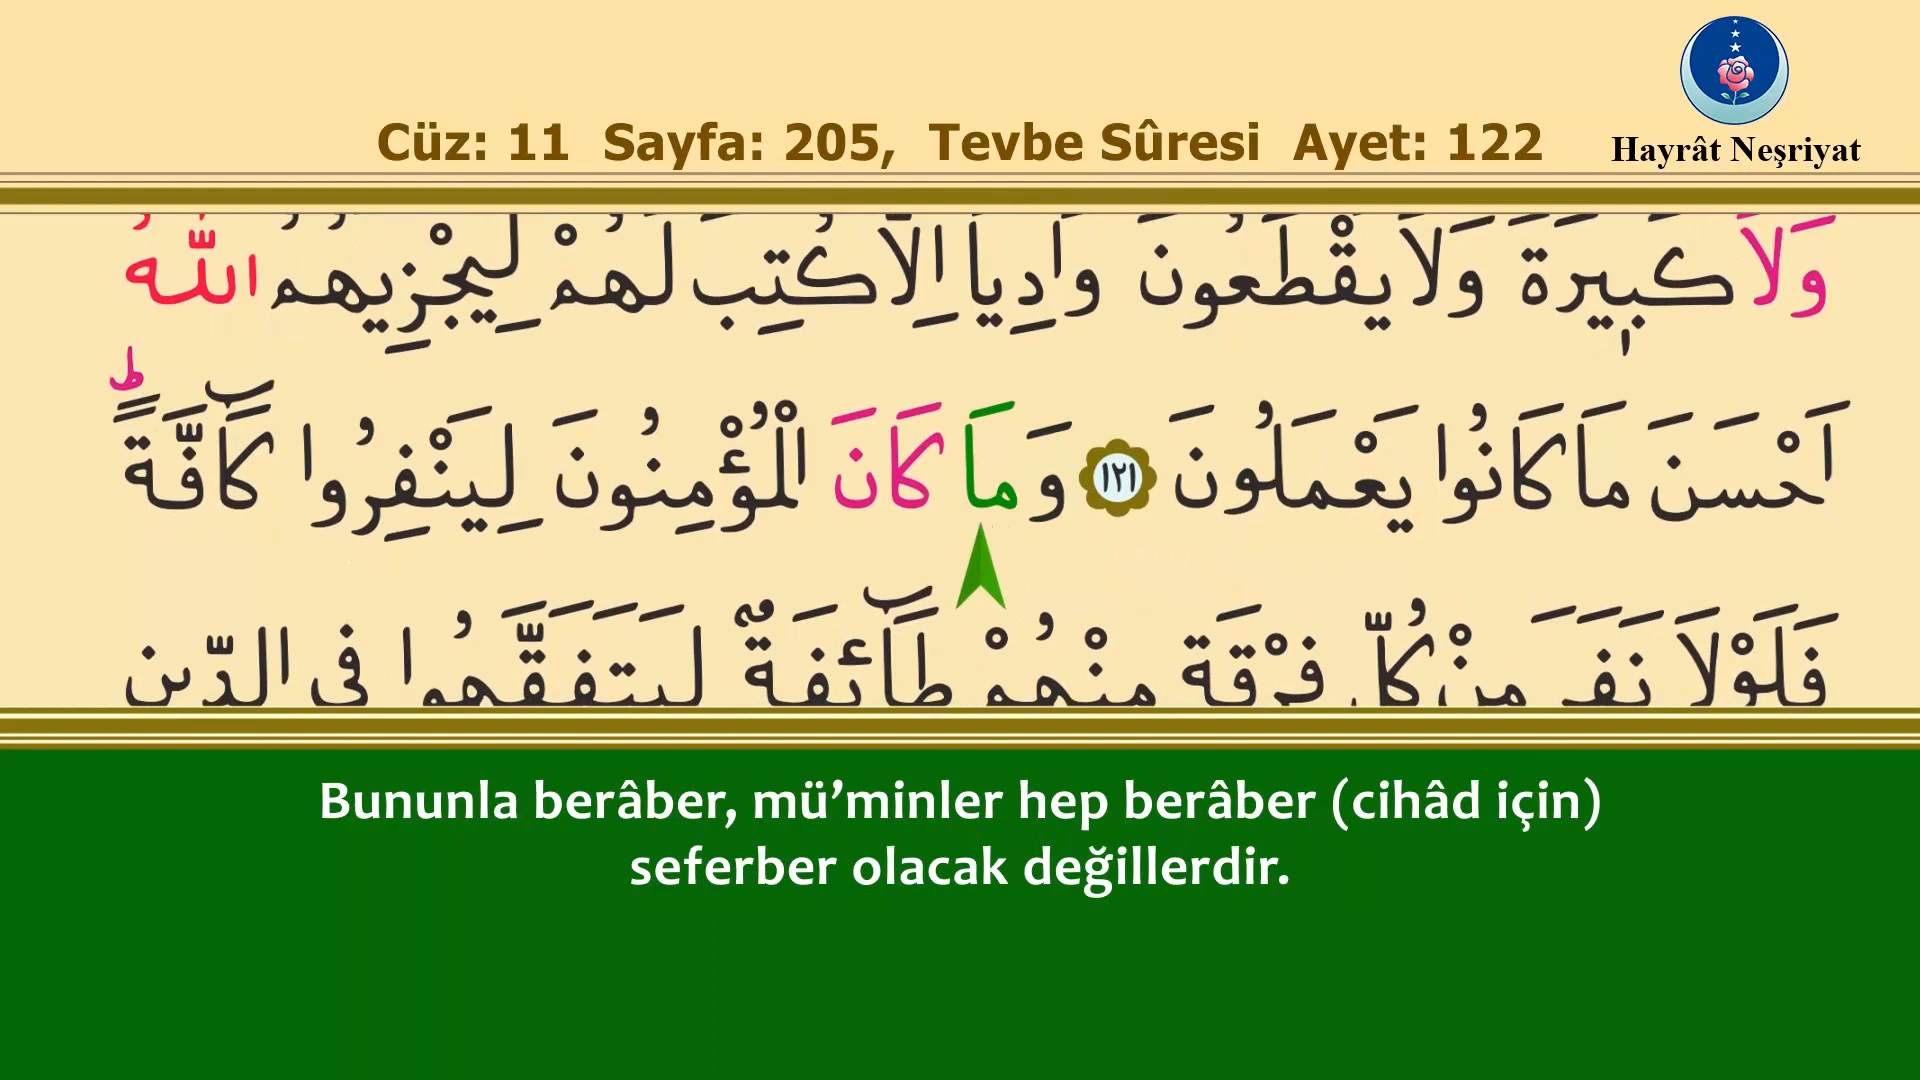 Cüz: 11 Sayfa: 205, Tevbe Sûresi Ayet: 122
Hayrât Neşriyat
وَلَا كَبٖيرَةً وَلَا يَقْطَعُونَ وَادِياً اِلَّا كُتِبَ لَهُمْ لِيَجْزِيَهُمُ اللّٰهُ
اَحْسَنَ مَا كَانُوا يَعْمَلُونَ ١٢١ وَمَا كَانَ الْمُؤْمِنُونَ لِيَنْفِرُوا كَٓافَّةًؕ
فَلَوْلَا نَفَرَ مِنْ كُلِّ فِرْقَةٍ مِنْهُمْ طَٓائِفَةٌ لِيَتَفَقَّهُوا فِي الدّٖينِ
Bununla berâber, mü’minler hep berâber (cihâd için)
seferber olacak değillerdir.